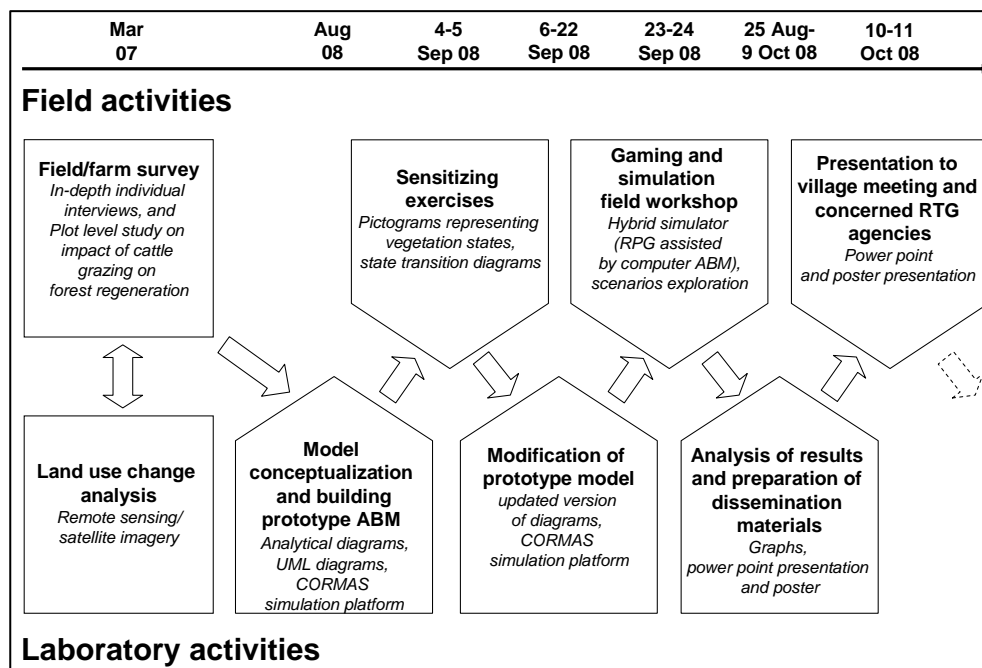 Mar
07
Aug
08
4-5
Sep 08
6-22
Sep 08
23-24
Sep 08
25 Aug-
9 Oct 08
10-11
Oct 08
Field activities
Field/farm survey
In-depth individual
interviews, and
Plot level study on
impact of cattle
grazing on
forest regeneration
Sensitizing
exercises
Pictograms representing
vegetation states,
state transition diagrams
Gaming and
simulation
field workshop
Hybrid simulator
(RPG assisted
by computer ABM),
scenarios exploration
Presentation to
village meeting and
concerned RTG
agencies
Power point
and poster presentation
Land use change
analysis
Remote sensing/
satellite imagery
Model
conceptualization
and building
prototype ABM
Analytical diagrams,
UML diagrams,
CORMAS
simulation platform
Modification of
prototype model
updated version
of diagrams,
CORMAS
simulation platform
Analysis of results
and preparation of
dissemination
materials
Graphs,
power point presentation
and poster
Laboratory activities